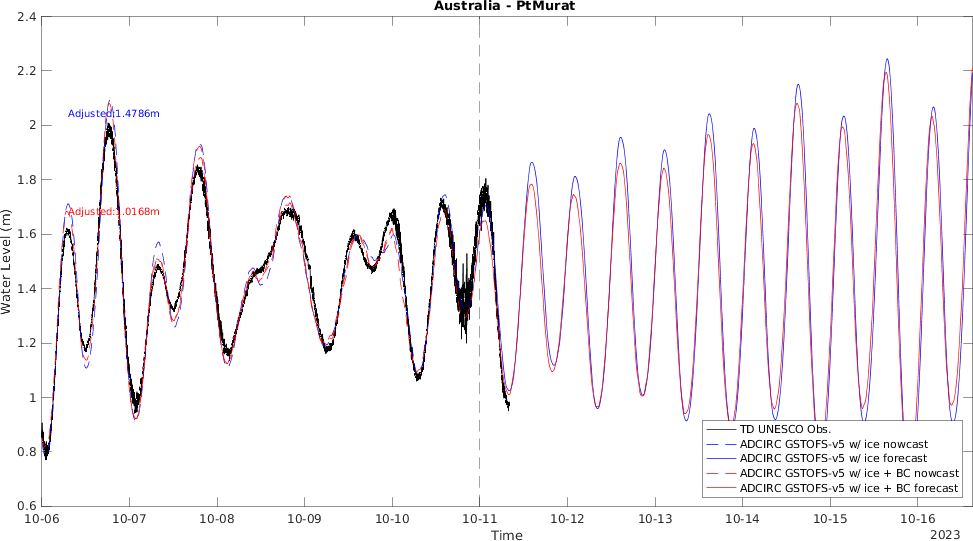 Australia - PtMurat
2.4
2.2
2
1.8
1.6
1.4
1.2
1
0.8
0.6
Water Level (m)
Adjusted:1.4786m
Adjusted:1.0168m
TD UNESCO Obs.
ADCIRC GSTOFS-v5 w/ ice nowcast
ADCIRC GSTOFS-v5 w/ ice forecast
ADCIRC GSTOFS-v5 w/ ice + BC nowcast
ADCIRC GSTOFS-v5 w/ ice + BC forecast
10-06 10-07 10-08 10-09 10-10 10-11 10-12 10-13 10-14 10-15 10-16
Time
2023